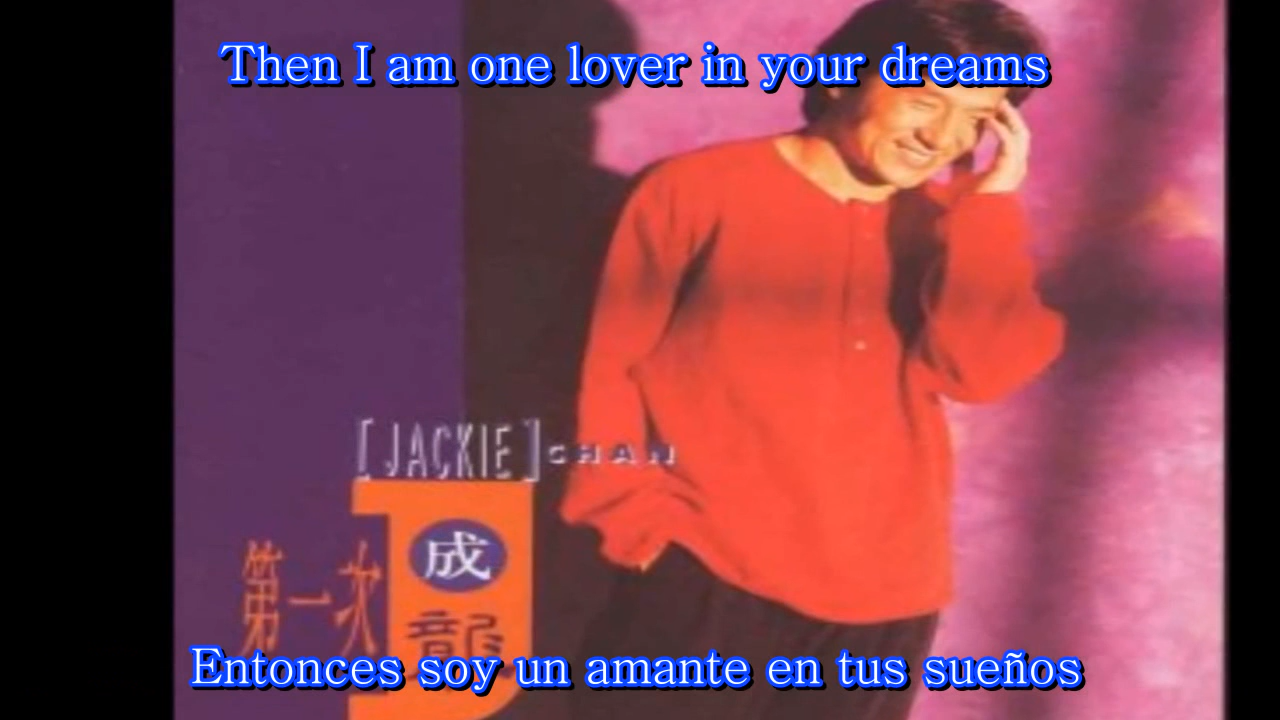 Then I am one lover in your dreams
[JACKIE] CHAN
成
第一次
龍
Entonces soy un amante en tus sueños